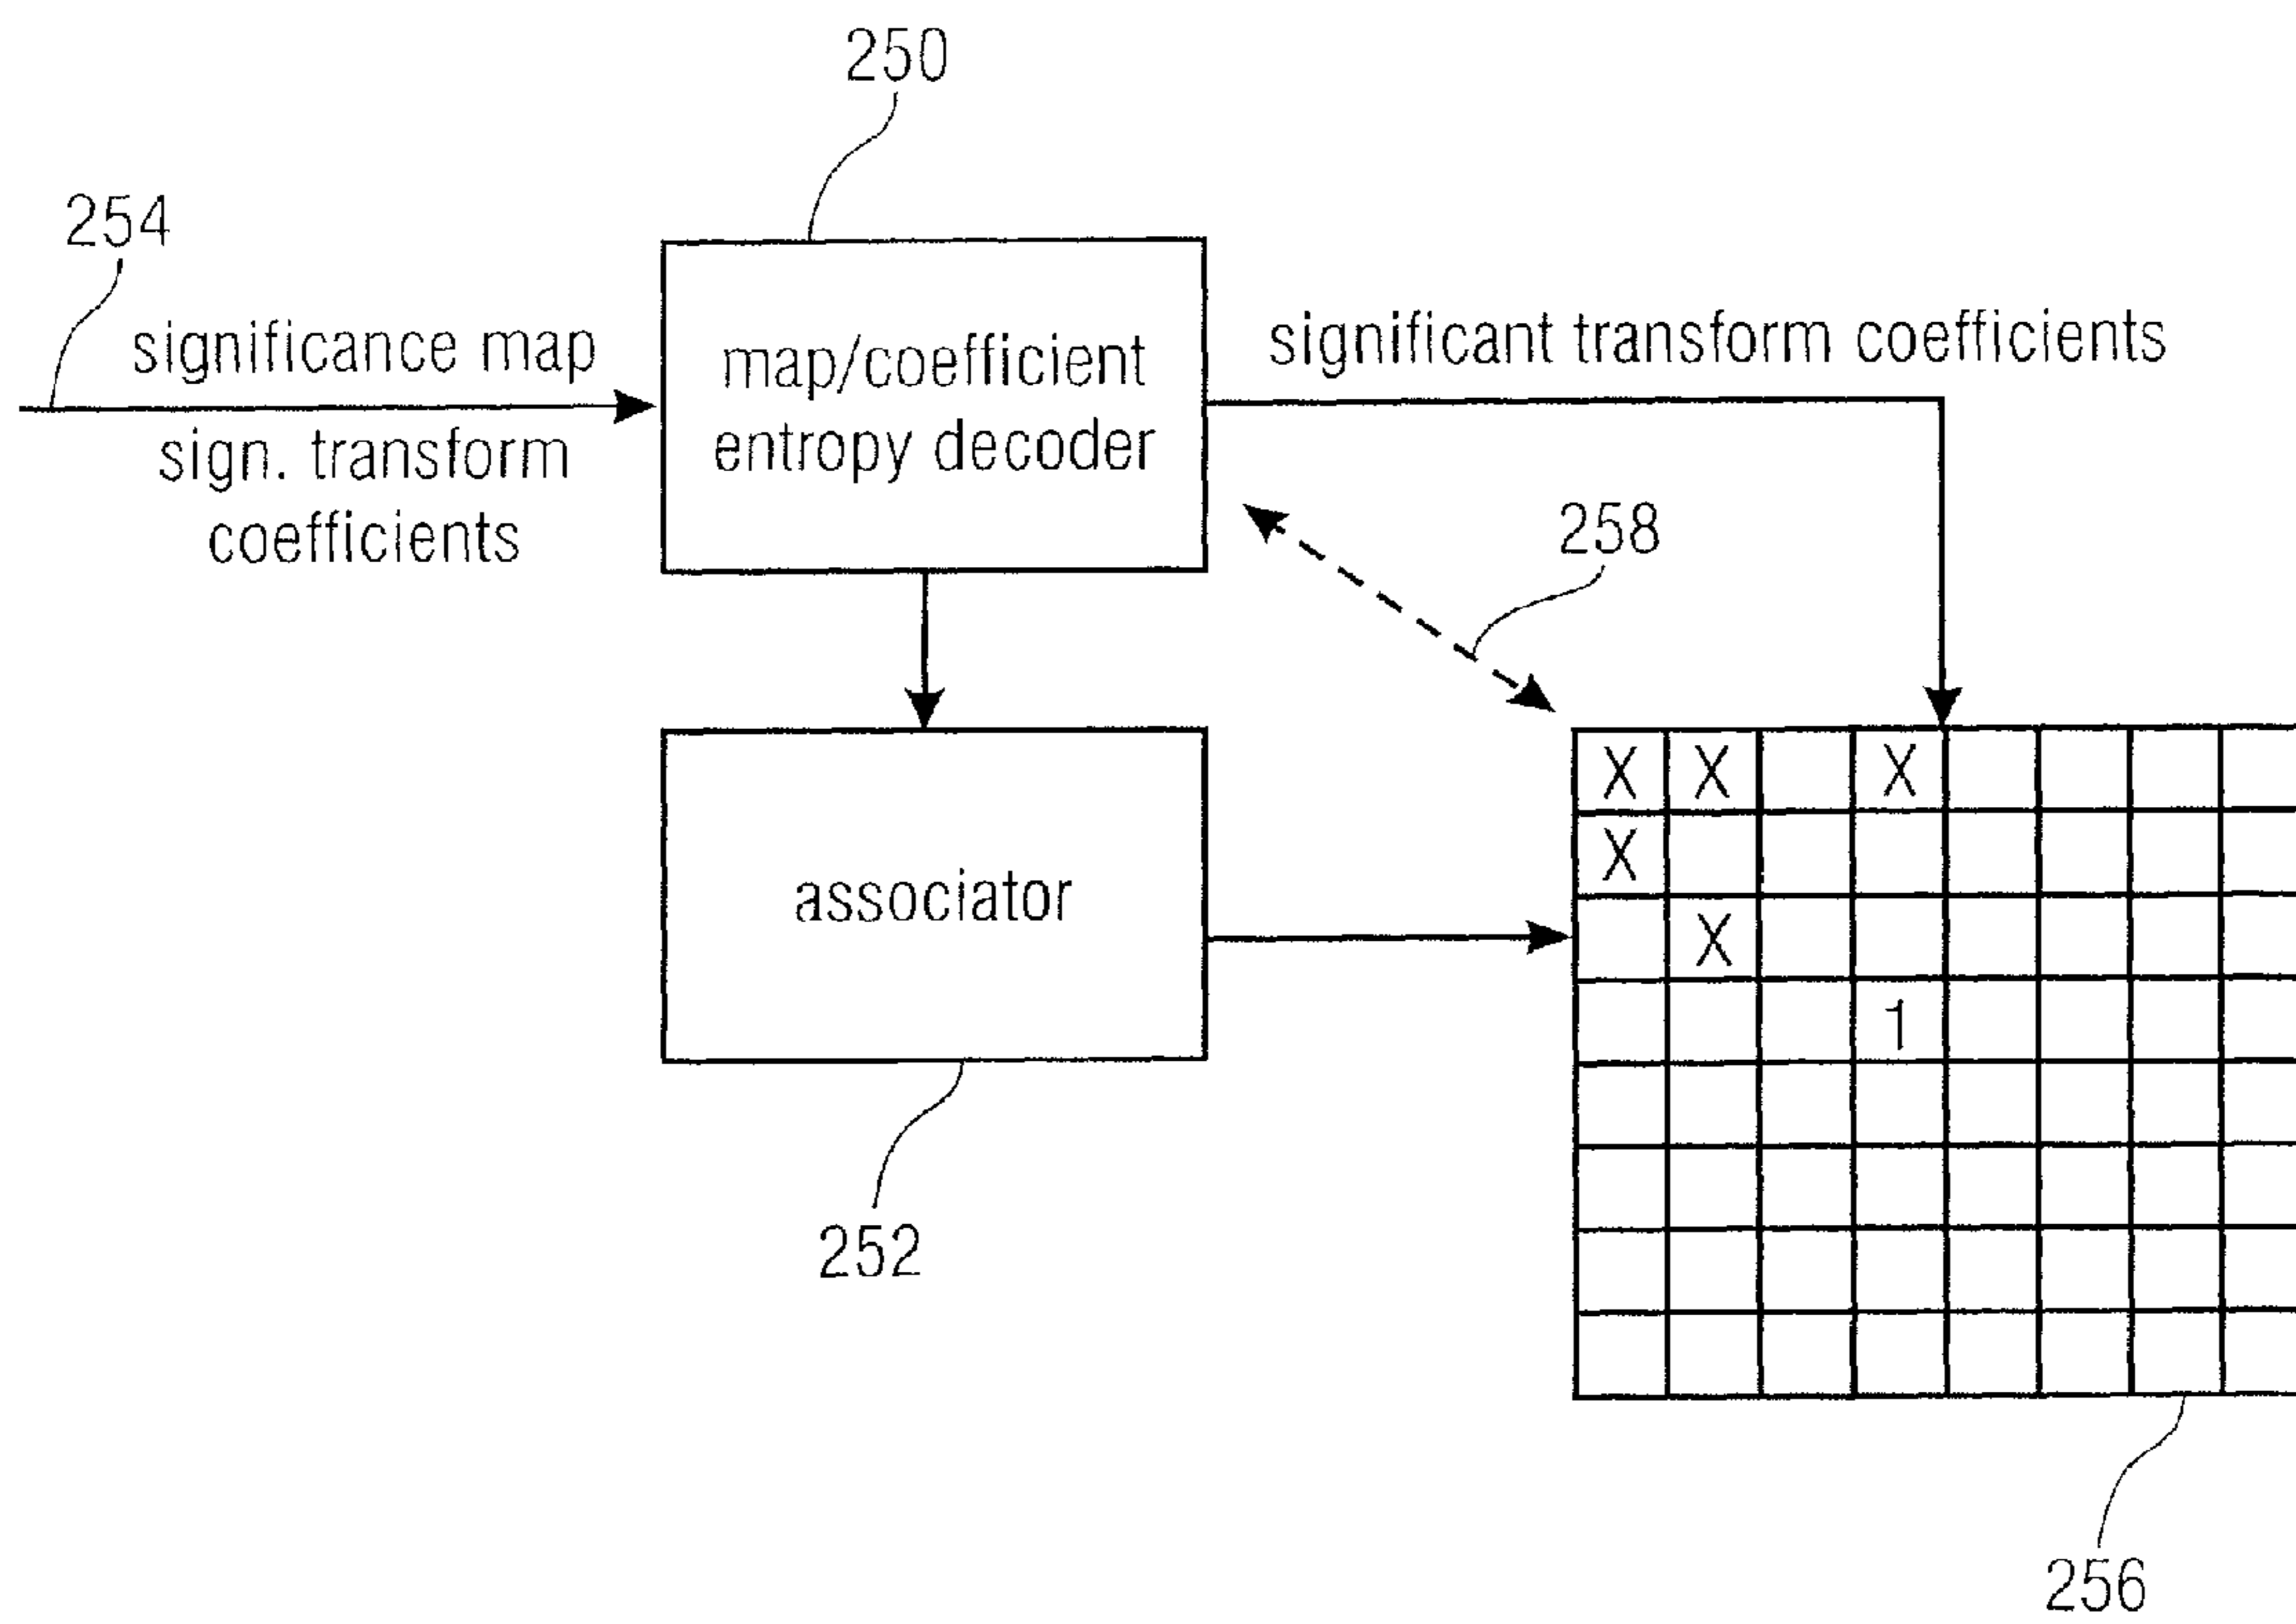 250
254
significance map
sign. transform
coefficients
map/coefficient
entropy decoder
significant transform coefficients
258
X X X
X
associator
X
1
252
256